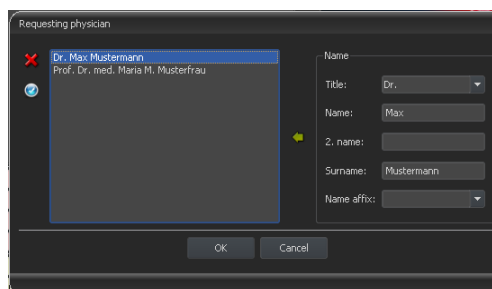 Requesting physician
Dr. Max Mustermann
Prof. Dr. med. Maria M. Musterfrau
Name
Title: Dr.
Name: Max
2. name:
Surname: Mustermann
Name affix:
OK Cancel